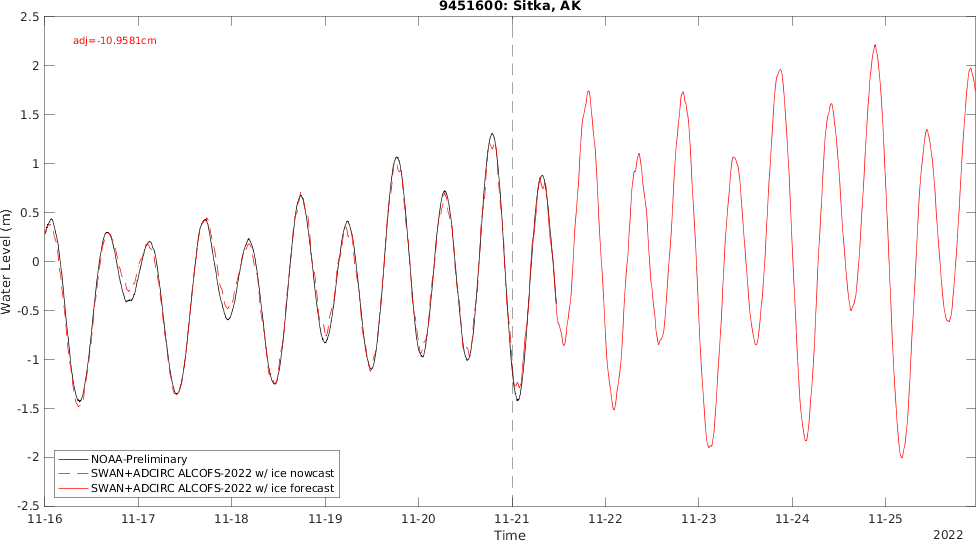 9451600: Sitka, AK
adj=-10.9581cm
2.5
2
1.5
1
0.5
0
-0.5
-1
-1.5
-2
-2.5
Water Level (m)
NOAA-Preliminary
SWAN+ADCIRC ALCOFS-2022 w/ ice nowcast
SWAN+ADCIRC ALCOFS-2022 w/ ice forecast
11-16 11-17 11-18 11-19 11-20 11-21 11-22 11-23 11-24 11-25
Time
2022